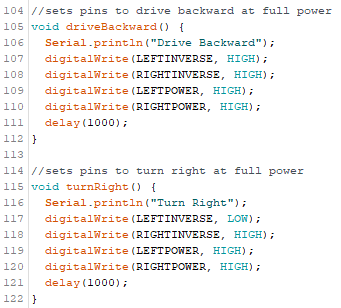 104 //sets pins to drive backward at full power
105 void driveBackward() {
106   Serial.println("Drive Backward");
107   digitalWrite(LEFTINVERSE, HIGH);
108   digitalWrite(RIGHTINVERSE, HIGH);
109   digitalWrite(LEFTPOWER, HIGH);
110   digitalWrite(RIGHTPOWER, HIGH);
111   delay(1000);
112 }
113
114 //sets pins to turn right at full power
115 void turnRight() {
116   Serial.println("Turn Right");
117   digitalWrite(LEFTINVERSE, LOW);
118   digitalWrite(RIGHTINVERSE, HIGH);
119   digitalWrite(LEFTPOWER, HIGH);
120   digitalWrite(RIGHTPOWER, HIGH);
121   delay(1000);
122 }